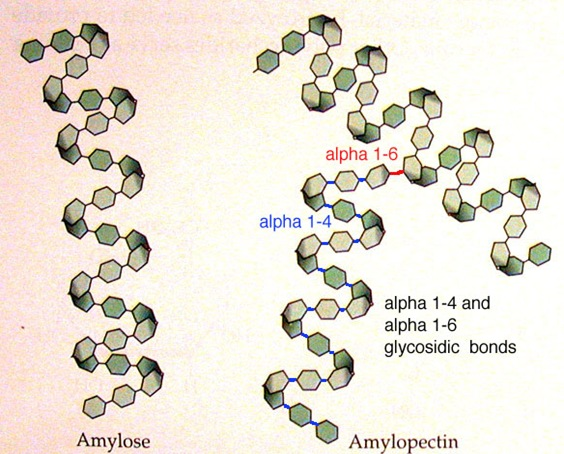 alpha 1-6
alpha 1-4
alpha 1-4 and
alpha 1-6
glycosidic bonds
Amylose
Amylopectin